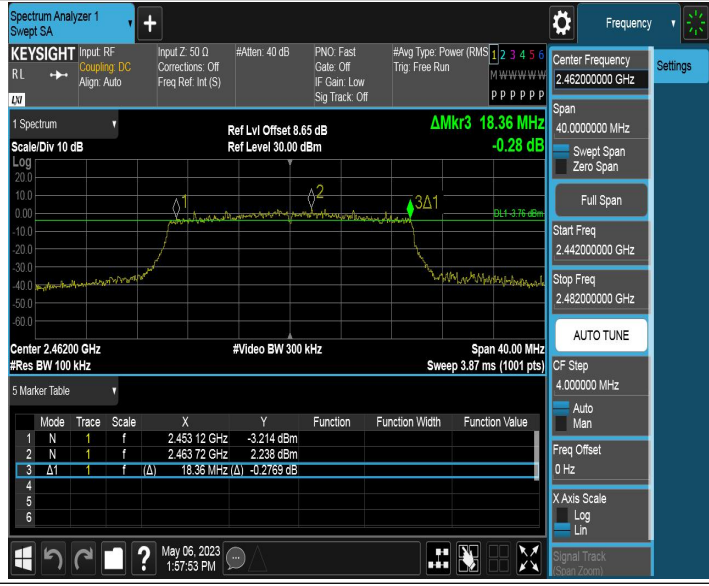 Spectrum Analyzer 1
Swept SA
Frequency
KEYSIGHT
RL
LXI
Input: RF
Coupling: DC
Align: Auto
Input Z: 50 Ω
Corrections: Off
Freq Ref: Int (S)
#Atten: 40 dB
PNO: Fast
Gate: Off
IF Gain: Low
Sig Track: Off
#Avg Type: Power (RMS
Trig: Free Run
1 2 3 4 5 6
M W W W W W
P P P P P P
1 Spectrum
Scale/Div 10 dB
Ref Lvl Offset 8.65 dB
Ref Level 30.00 dBm
ΔMkr3 18.36 MHz
-0.28 dB
Log
20.0
10.0
0.00
-10.0
-20.0
-30.0
-40.0
-50.0
-60.0
1
2
3Δ1
DL1 -3.76 dBm
Center 2.46200 GHz
#Res BW 100 kHz
#Video BW 300 kHz
Span 40.00 MHz
Sweep 3.87 ms (1001 pts)
5 Marker Table
Mode Trace Scale X Y Function Function Width Function Value
1 N 1 f 2.453 12 GHz -3.214 dBm
2 N 1 f 2.463 72 GHz 2.238 dBm
3 Δ1 1 f (Δ) 18.36 MHz (Δ) -0.2769 dB
4
5
6
May 06, 2023
1:57:53 PM
Center Frequency
2.462000000 GHz
Settings
Span
40.0000000 MHz
Swept Span
Zero Span
Full Span
Start Freq
2.442000000 GHz
Stop Freq
2.482000000 GHz
AUTO TUNE
CF Step
4.000000 MHz
Auto
Man
Freq Offset
0 Hz
X Axis Scale
Log
Lin
Signal Track
(Span Zoom)